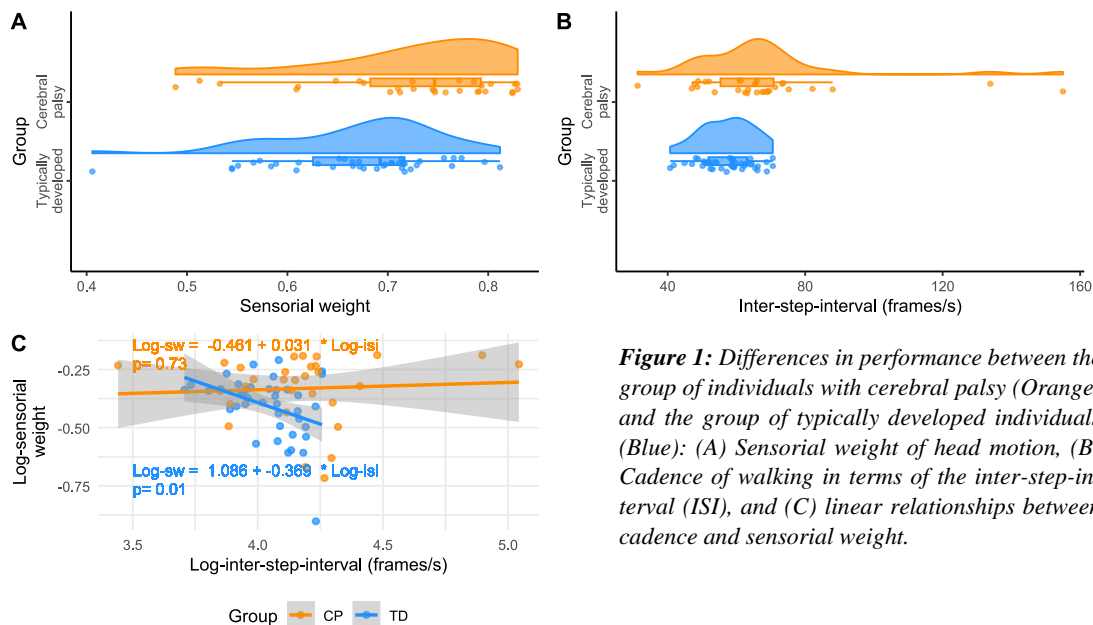 A
Group
Cerebral
palsy
Typically
developed
0.4 0.5 0.6 0.7 0.8
Sensorial weight
B
Group
Cerebral
palsy
Typically
developed
40 80 120 160
Inter-step-interval (frames/s)
C
Log-sw = -0.461 + 0.031 * Log-isi
p= 0.73
Log-sw = 1.086 + -0.369 * Log-isi
p= 0.01
Log-sensorial
weight
-0.25
-0.50
-0.75
3.5 4.0 4.5 5.0
Log-inter-step-interval (frames/s)
Group CP TD
Figure 1: Differences in performance between the
group of individuals with cerebral palsy (Orange
and the group of typically developed individual
(Blue): (A) Sensorial weight of head motion, (B
Cadence of walking in terms of the inter-step-in
terval (ISI), and (C) linear relationships between
cadence and sensorial weight.